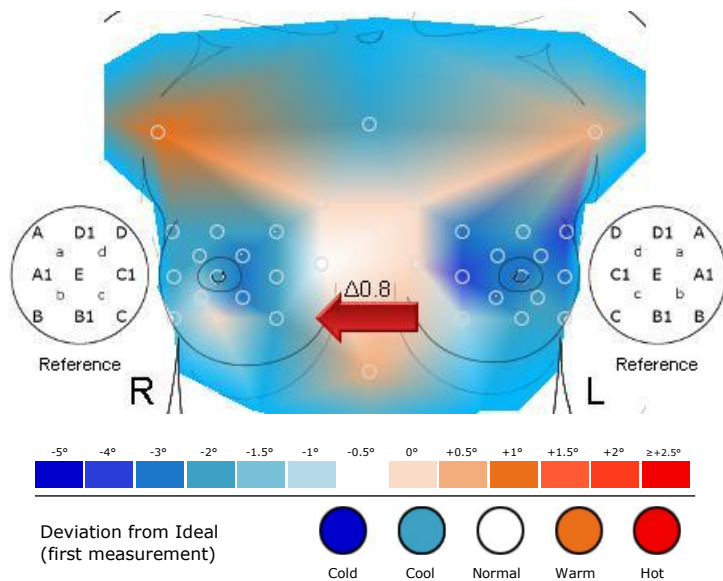 A D1 D
a d
A1 E C1
b c
B B1 C
Reference
R
Δ0.8
D D1 A
d a
C1 E A1
c b
C B1 B
Reference
L
-5° -4° -3° -2° -1.5° -1° -0.5° 0° +0.5° +1° +1.5° +2° ≥+2.5°
Deviation from Ideal
(first measurement)
Cold Cool Normal Warm Hot